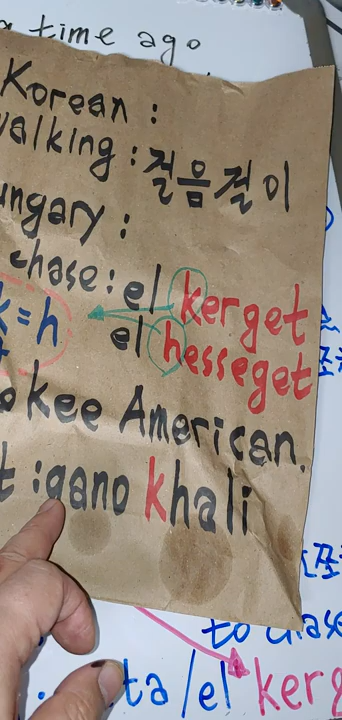 a time ago
Korean :
walking : 걸음걸이
ungary :
chase : el kerget
k = h
el hesseget
o kee American.
t : gano khali
to chase
ta / el kerg